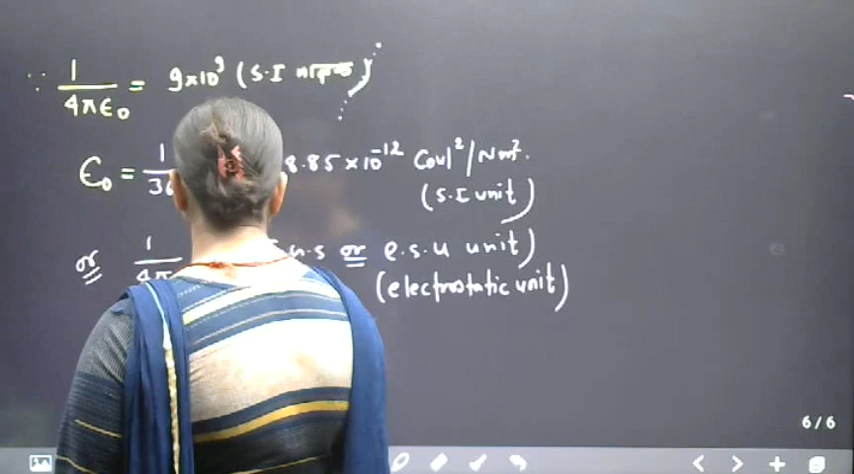 ∵ 1/4πϵ₀ = 9×10⁹ (S.I
ϵ₀ = 1/36 8.85×10⁻¹² Coul²/Nm².
(S.I unit)
or 1/4π or e.s.u unit)
(electrostatic unit)
6/6